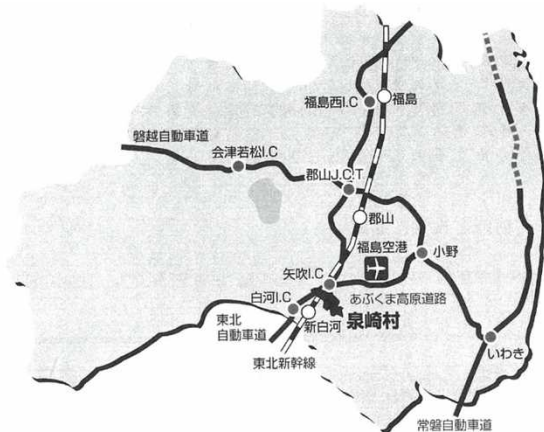 福島西I.C
福島
磐越自動車道
会津若松I.C
郡山J.C.T
郡山
福島空港
小野
矢吹I.C
あぶくま高原道路
白河I.C
新白河
泉崎村
東北
自動車道
東北新幹線
いわき
常磐自動車道